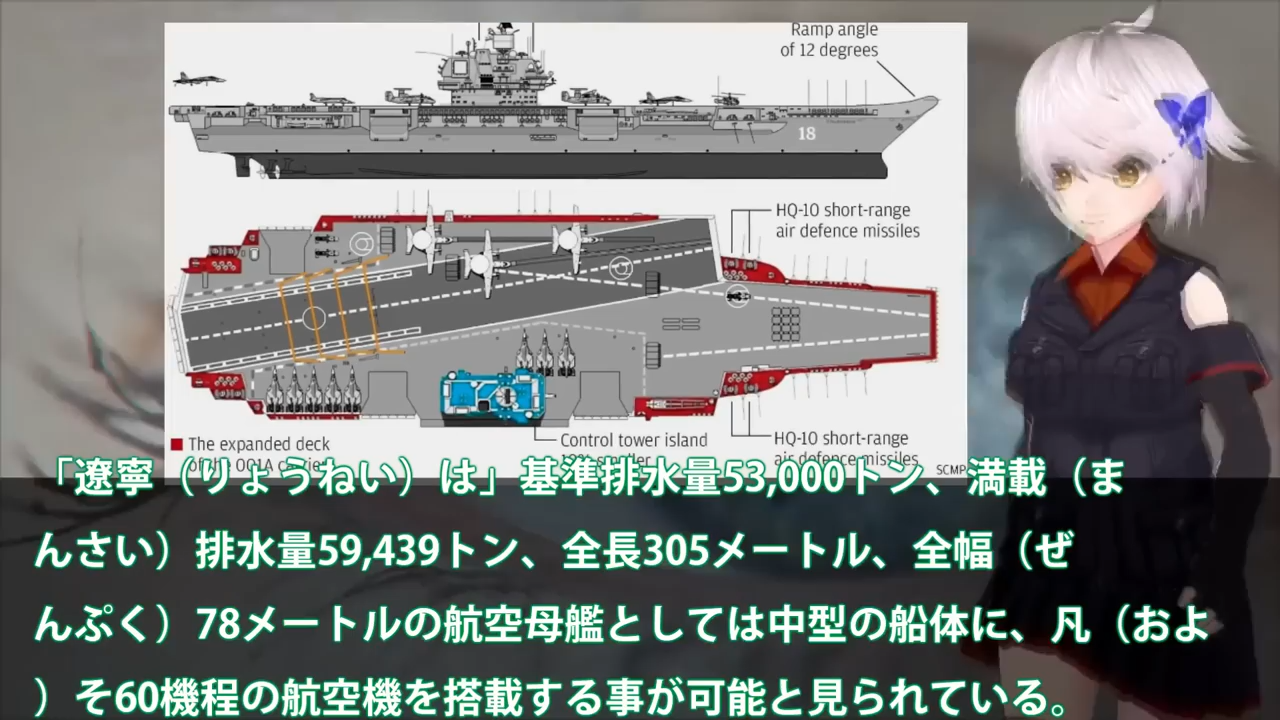 Ramp angle
of 12 degrees
18
HQ-10 short-range
air defence missiles
The expanded deck
Control tower island
HQ-10 short-range
air defence missiles
SCMP
「遼寧（りょうねい）は」基準排水量53,000トン、満載（ま
んさい）排水量59,439トン、全長305メートル、全幅（ぜ
んぷく）78メートルの航空母艦としては中型の船体に、凡（およ
）そ60機程の航空機を搭載する事が可能と見られている。